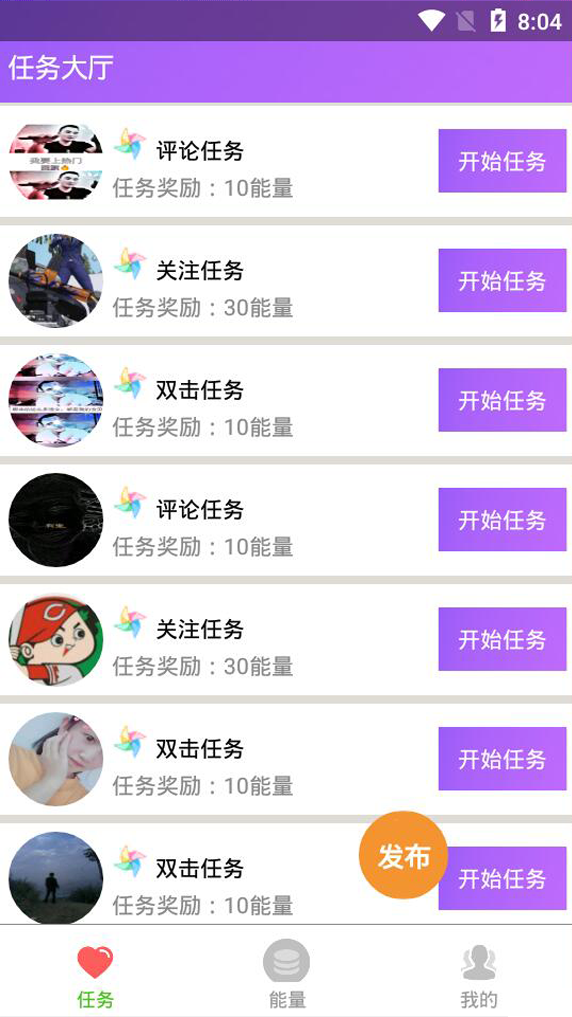 8:04
任务大厅
评论任务
任务奖励：10能量
开始任务
我要上热门
关注任务
任务奖励：30能量
开始任务
双击任务
任务奖励：10能量
开始任务
评论任务
任务奖励：10能量
开始任务
关注任务
任务奖励：30能量
开始任务
双击任务
任务奖励：10能量
开始任务
双击任务
任务奖励：10能量
开始任务
发布
任务
能量
我的